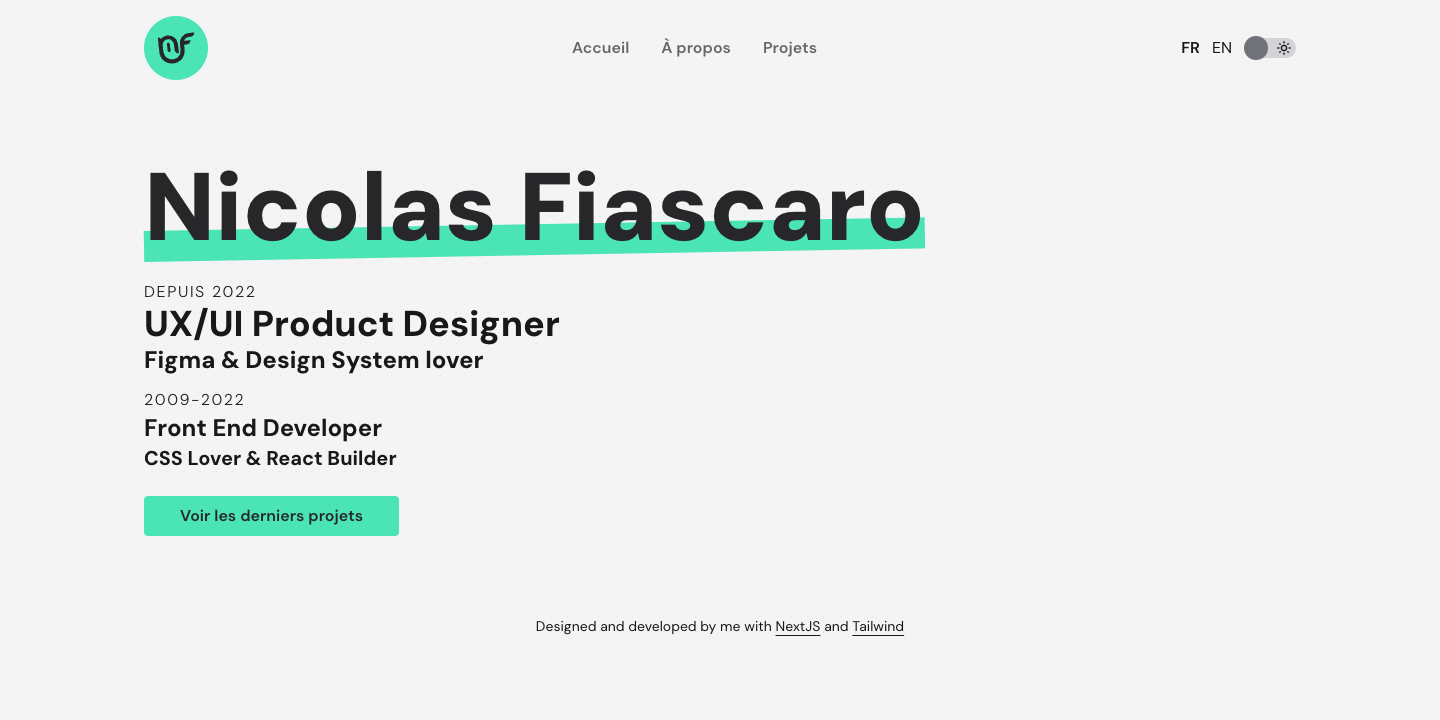 Accueil À propos Projets FR EN
Nicolas Fiascaro
DEPUIS 2022
UX/UI Product Designer
Figma & Design System lover
2009-2022
Front End Developer
CSS Lover & React Builder
Voir les derniers projets
Designed and developed by me with NextJS and Tailwind